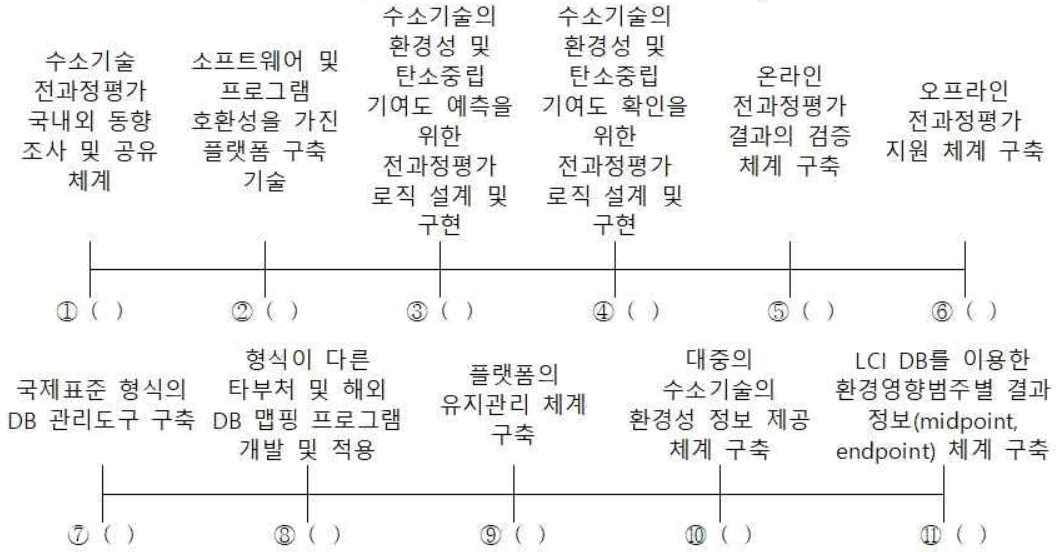 수소기술
전과정평가
국내외 동향
조사 및 공유
체계
소프트웨어 및
프로그램
호환성을 가진
플랫폼 구축
기술
수소기술의
환경성 및
탄소중립
기여도 예측을
위한
전과정평가
로직 설계 및
구현
수소기술의
환경성 및
탄소중립
기여도 확인을
위한
전과정평가
로직 설계 및
구현
온라인
전과정평가
결과의 검증
체계 구축
오프라인
전과정평가
지원 체계 구축
① ( )
② ( )
③ ( )
④ ( )
⑤ ( )
⑥ ( )
국제표준 형식의
DB 관리도구 구축
형식이 다른
타부처 및 해외
DB 맵핑 프로그램
개발 및 적용
플랫폼의
유지관리 체계
구축
대중의
수소기술의
환경성 정보 제공
체계 구축
LCI DB를 이용한
환경영향범주별 결과
정보(midpoint,
endpoint) 체계 구축
⑦ ( )
⑧ ( )
⑨ ( )
⑩ ( )
⑪ ( )